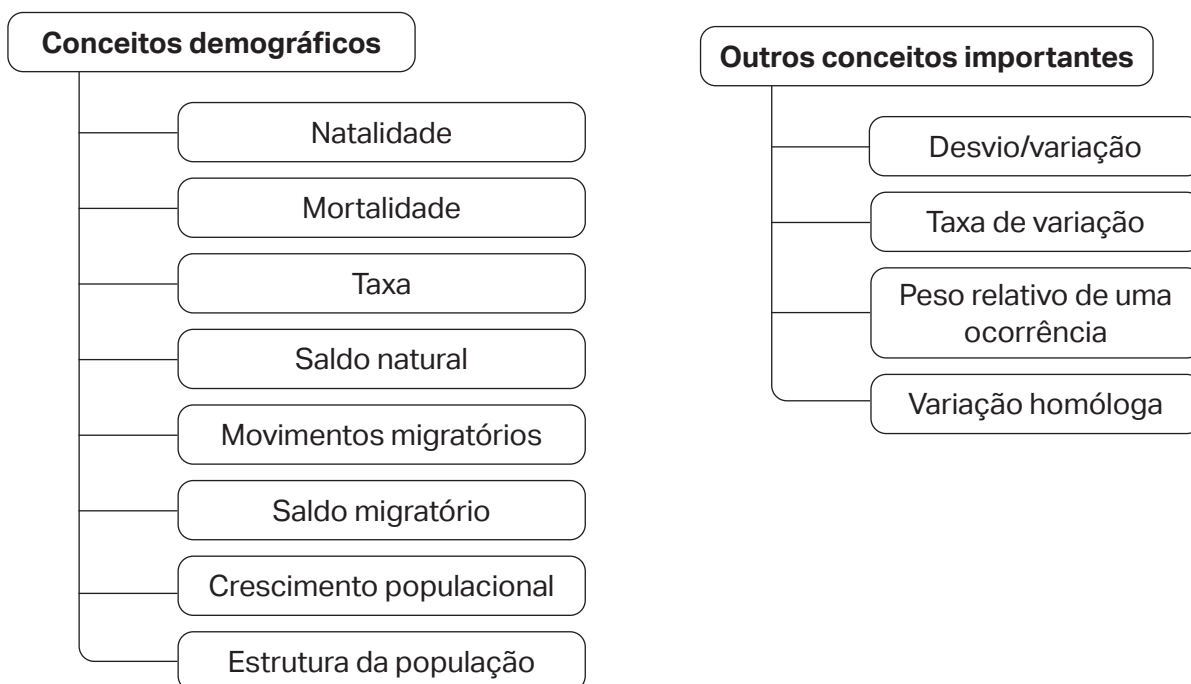 Conceitos demográficos
Natalidade
Mortalidade
Taxa
Saldo natural
Movimentos migratórios
Saldo migratório
Crescimento populacional
Estrutura da população
Outros conceitos importantes
Desvio/variação
Taxa de variação
Peso relativo de uma
ocorrência
Variação homóloga